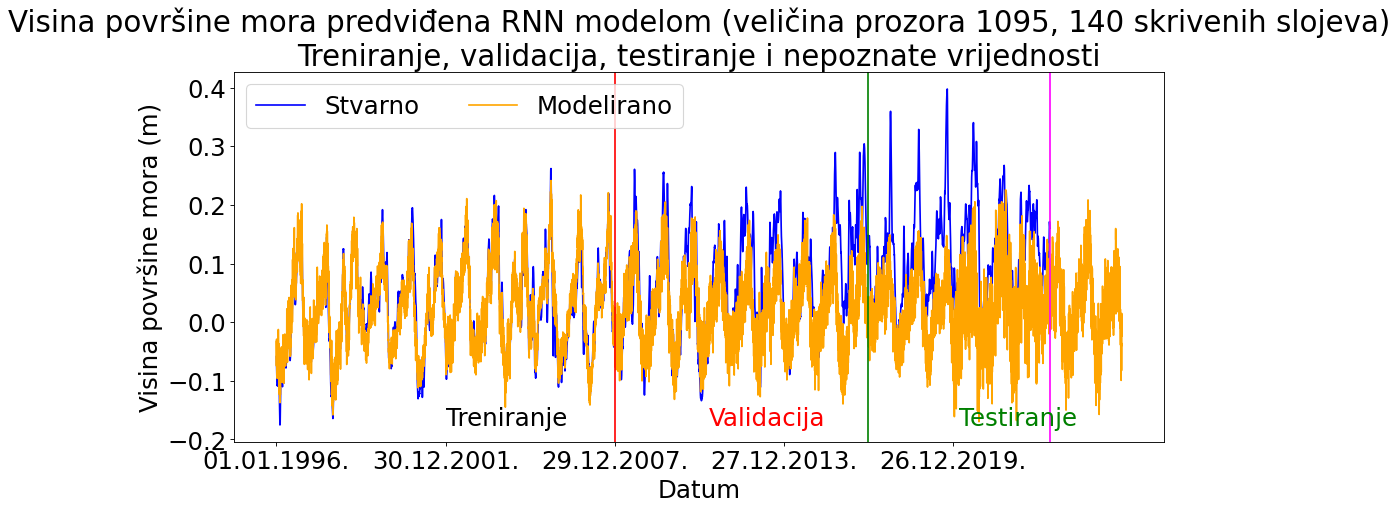 Visina površine mora predviđena RNN modelom (veličina prozora 1095, 140 skrivenih slojeva)
Treniranje, validacija, testiranje i nepoznate vrijednosti
Stvarno
Modelirano
Visina površine mora (m)
0.4
0.3
0.2
0.1
0.0
−0.1
−0.2
Treniranje
Validacija
Testiranje
01.01.1996.
30.12.2001.
29.12.2007.
27.12.2013.
26.12.2019.
Datum